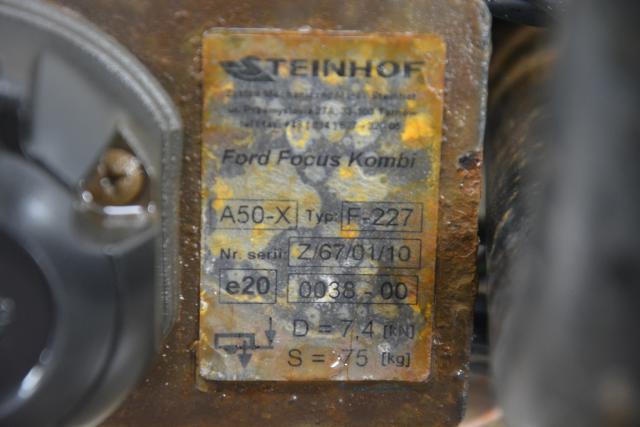 STEINHOF
Ford Focus Kombi
A50-X Typ: F-227
Nr. serii: Z/67/01/10
e20 0038 - 00
D = 7,4 [kN]
S = 75 [kg]